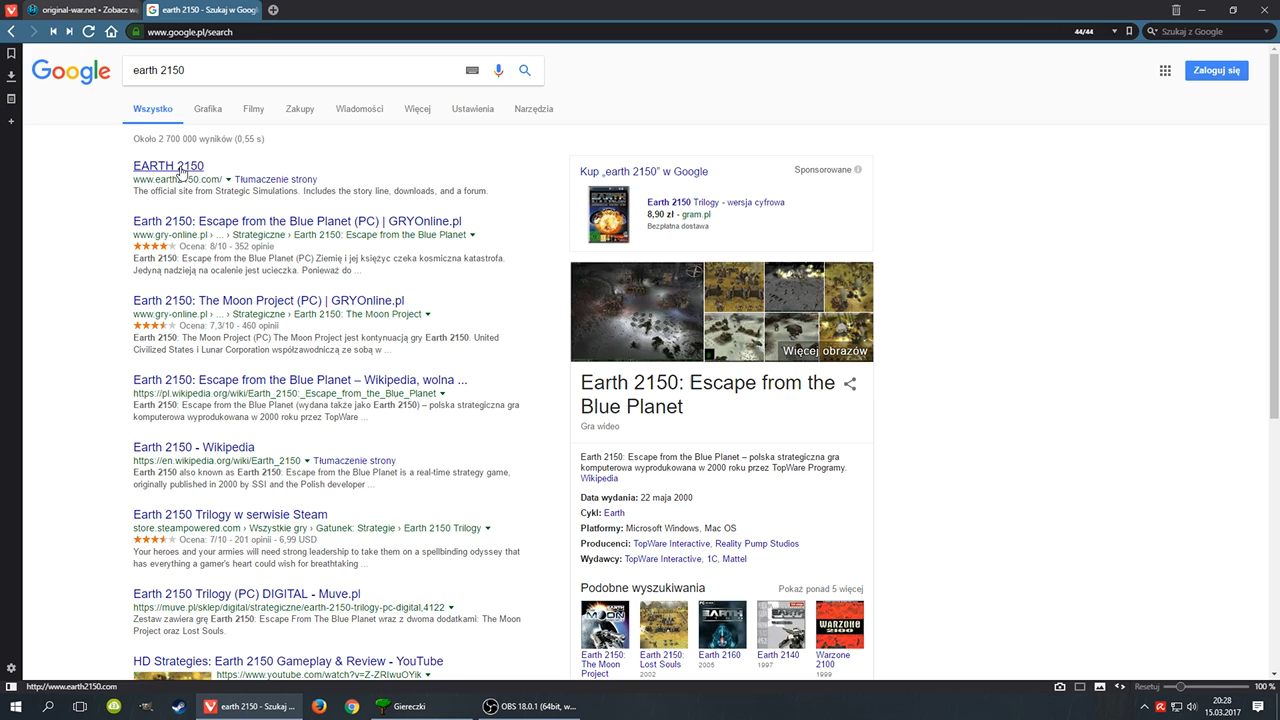 original-war.net • Zobacz w
earth 2150 - Szukaj w Goo
www.google.pl/search
44/44
Szukaj z Google
Google
earth 2150
Zaloguj się
Wszystko
Grafika
Filmy
Zakupy
Wiadomości
Więcej
Ustawienia
Narzędzia
Około 2 700 000 wyników (0,55 s)
EARTH 2150
www.earth2150.com/ Tłumaczenie strony
The official site from Strategic Simulations. Includes the story line, downloads, and a forum.
Earth 2150: Escape from the Blue Planet (PC) | GRYOnline.pl
www.gry-online.pl › ... › Strategiczne › Earth 2150: Escape from the Blue Planet
Ocena: 8/10 - 352 opinie
Earth 2150: Escape from the Blue Planet (PC) Ziemię i jej księżyc czeka kosmiczna katastrofa.
Jedyną nadzieją na ocalenie jest ucieczka. Ponieważ do ...
Earth 2150: The Moon Project (PC) | GRYOnline.pl
www.gry-online.pl › ... › Strategiczne › Earth 2150: The Moon Project
Ocena: 7,3/10 - 460 opinii
Earth 2150: The Moon Project (PC) The Moon Project jest kontynuacją gry Earth 2150. United
Civilized States i Lunar Corporation współzawodniczą ze sobą w ...
Earth 2150: Escape from the Blue Planet – Wikipedia, wolna ...
https://pl.wikipedia.org/wiki/Earth_2150:_Escape_from_the_Blue_Planet
Earth 2150: Escape from the Blue Planet (wydana także jako Earth 2150) – polska strategiczna gra
komputerowa wyprodukowana w 2000 roku przez TopWare ...
Earth 2150 - Wikipedia
https://en.wikipedia.org/wiki/Earth_2150 Tłumaczenie strony
Earth 2150 also known as Earth 2150: Escape from the Blue Planet is a real-time strategy game,
originally published in 2000 by SSI and the Polish developer ...
Earth 2150 Trilogy w serwisie Steam
store.steampowered.com › Wszystkie gry › Gatunek: Strategie › Earth 2150 Trilogy
Ocena: 7/10 - 201 opinii - 6,99 USD
Your heroes and your armies will need strong leadership to take them on a spellbinding odyssey that
has everything a gamer's heart could wish for breathtaking ...
Earth 2150 Trilogy (PC) DIGITAL - Muve.pl
https://muve.pl/sklep/digital/strategiczne/earth-2150-trilogy-pc-digital,4122
Zestaw zawiera grę Earth 2150: Escape From The Blue Planet wraz z dwoma dodatkami: The Moon
Project oraz Lost Souls.
HD Strategies: Earth 2150 Gameplay & Review - YouTube
https://www.youtube.com/watch?v=Z-ZRIwuOYik
Kup „earth 2150” w Google
Sponsorowane
Earth 2150 Trilogy - wersja cyfrowa
8,90 zł - gram.pl
Bezpłatna dostawa
Więcej obrazów
Earth 2150: Escape from the
Blue Planet
Gra wideo
Earth 2150: Escape from the Blue Planet – polska strategiczna gra
komputerowa wyprodukowana w 2000 roku przez TopWare Programy.
Wikipedia
Data wydania: 22 maja 2000
Cykl: Earth
Platformy: Microsoft Windows, Mac OS
Producenci: TopWare Interactive, Reality Pump Studios
Wydawcy: TopWare Interactive, 1C, Mattel
Podobne wyszukiwania
Pokaż ponad 5 więcej
Earth 2150:
The Moon
Project
Earth 2150:
Lost Souls
2002
Earth 2160
2005
Earth 2140
1997
WARZONE
2100
Warzone
2100
1999
http://www.earth2150.com
Resetuj
100 %
earth 2150 - Szukaj ...
Giereczki
OBS 18.0.1 (64bit, w...
20:28
15.03.2017